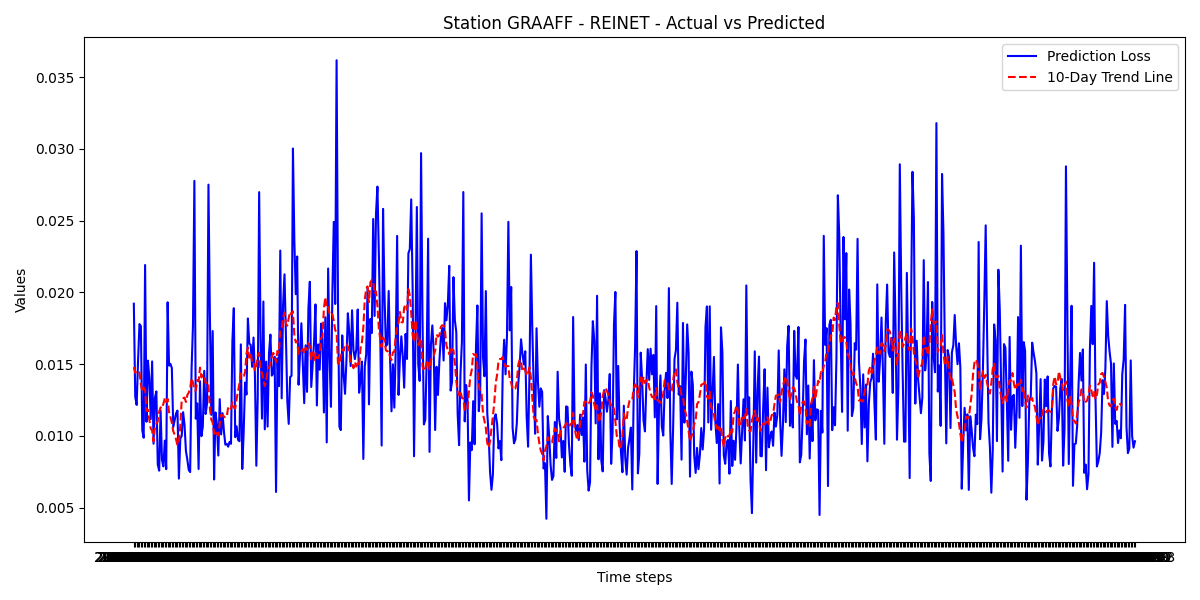 Station GRAAFF - REINET - Actual vs Predicted
Prediction Loss
10-Day Trend Line
Values
0.035
0.030
0.025
0.020
0.015
0.010
0.005
Time steps